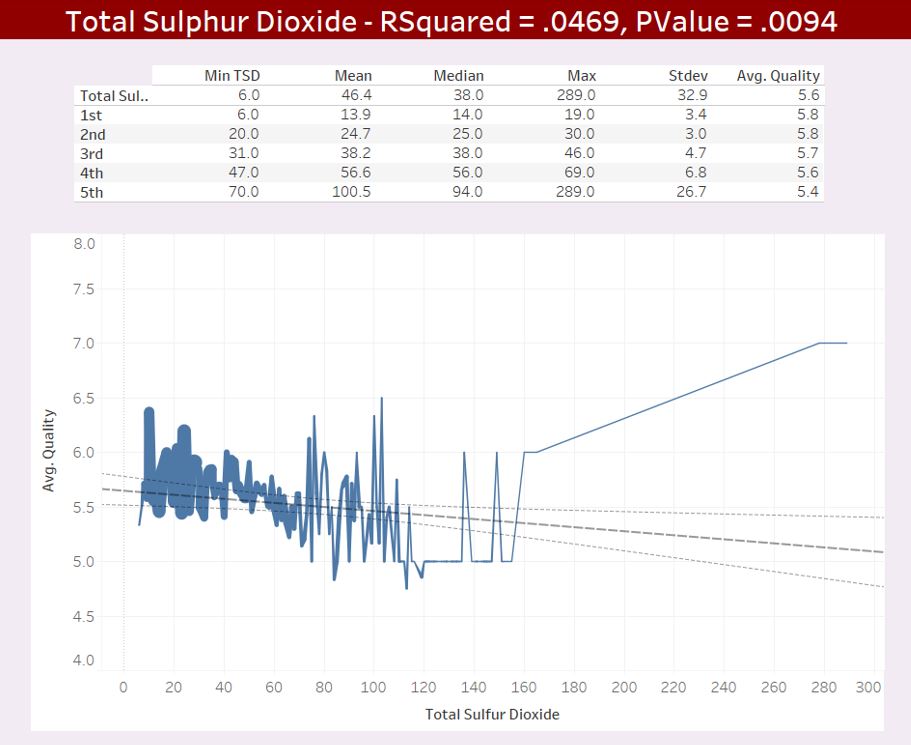 Total Sulphur Dioxide - RSquared = .0469, PValue = .0094
Min TSD Mean Median Max Stdev Avg. Quality
Total Sul.. 6.0 46.4 38.0 289.0 32.9 5.6
1st 6.0 13.9 14.0 19.0 3.4 5.8
2nd 20.0 24.7 25.0 30.0 3.0 5.8
3rd 31.0 38.2 38.0 46.0 4.7 5.7
4th 47.0 56.6 56.0 69.0 6.8 5.6
5th 70.0 100.5 94.0 289.0 26.7 5.4
8.0
7.5
7.0
6.5
6.0
5.5
5.0
4.5
4.0
Avg. Quality
0 20 40 60 80 100 120 140 160 180 200 220 240 260 280 300
Total Sulfur Dioxide